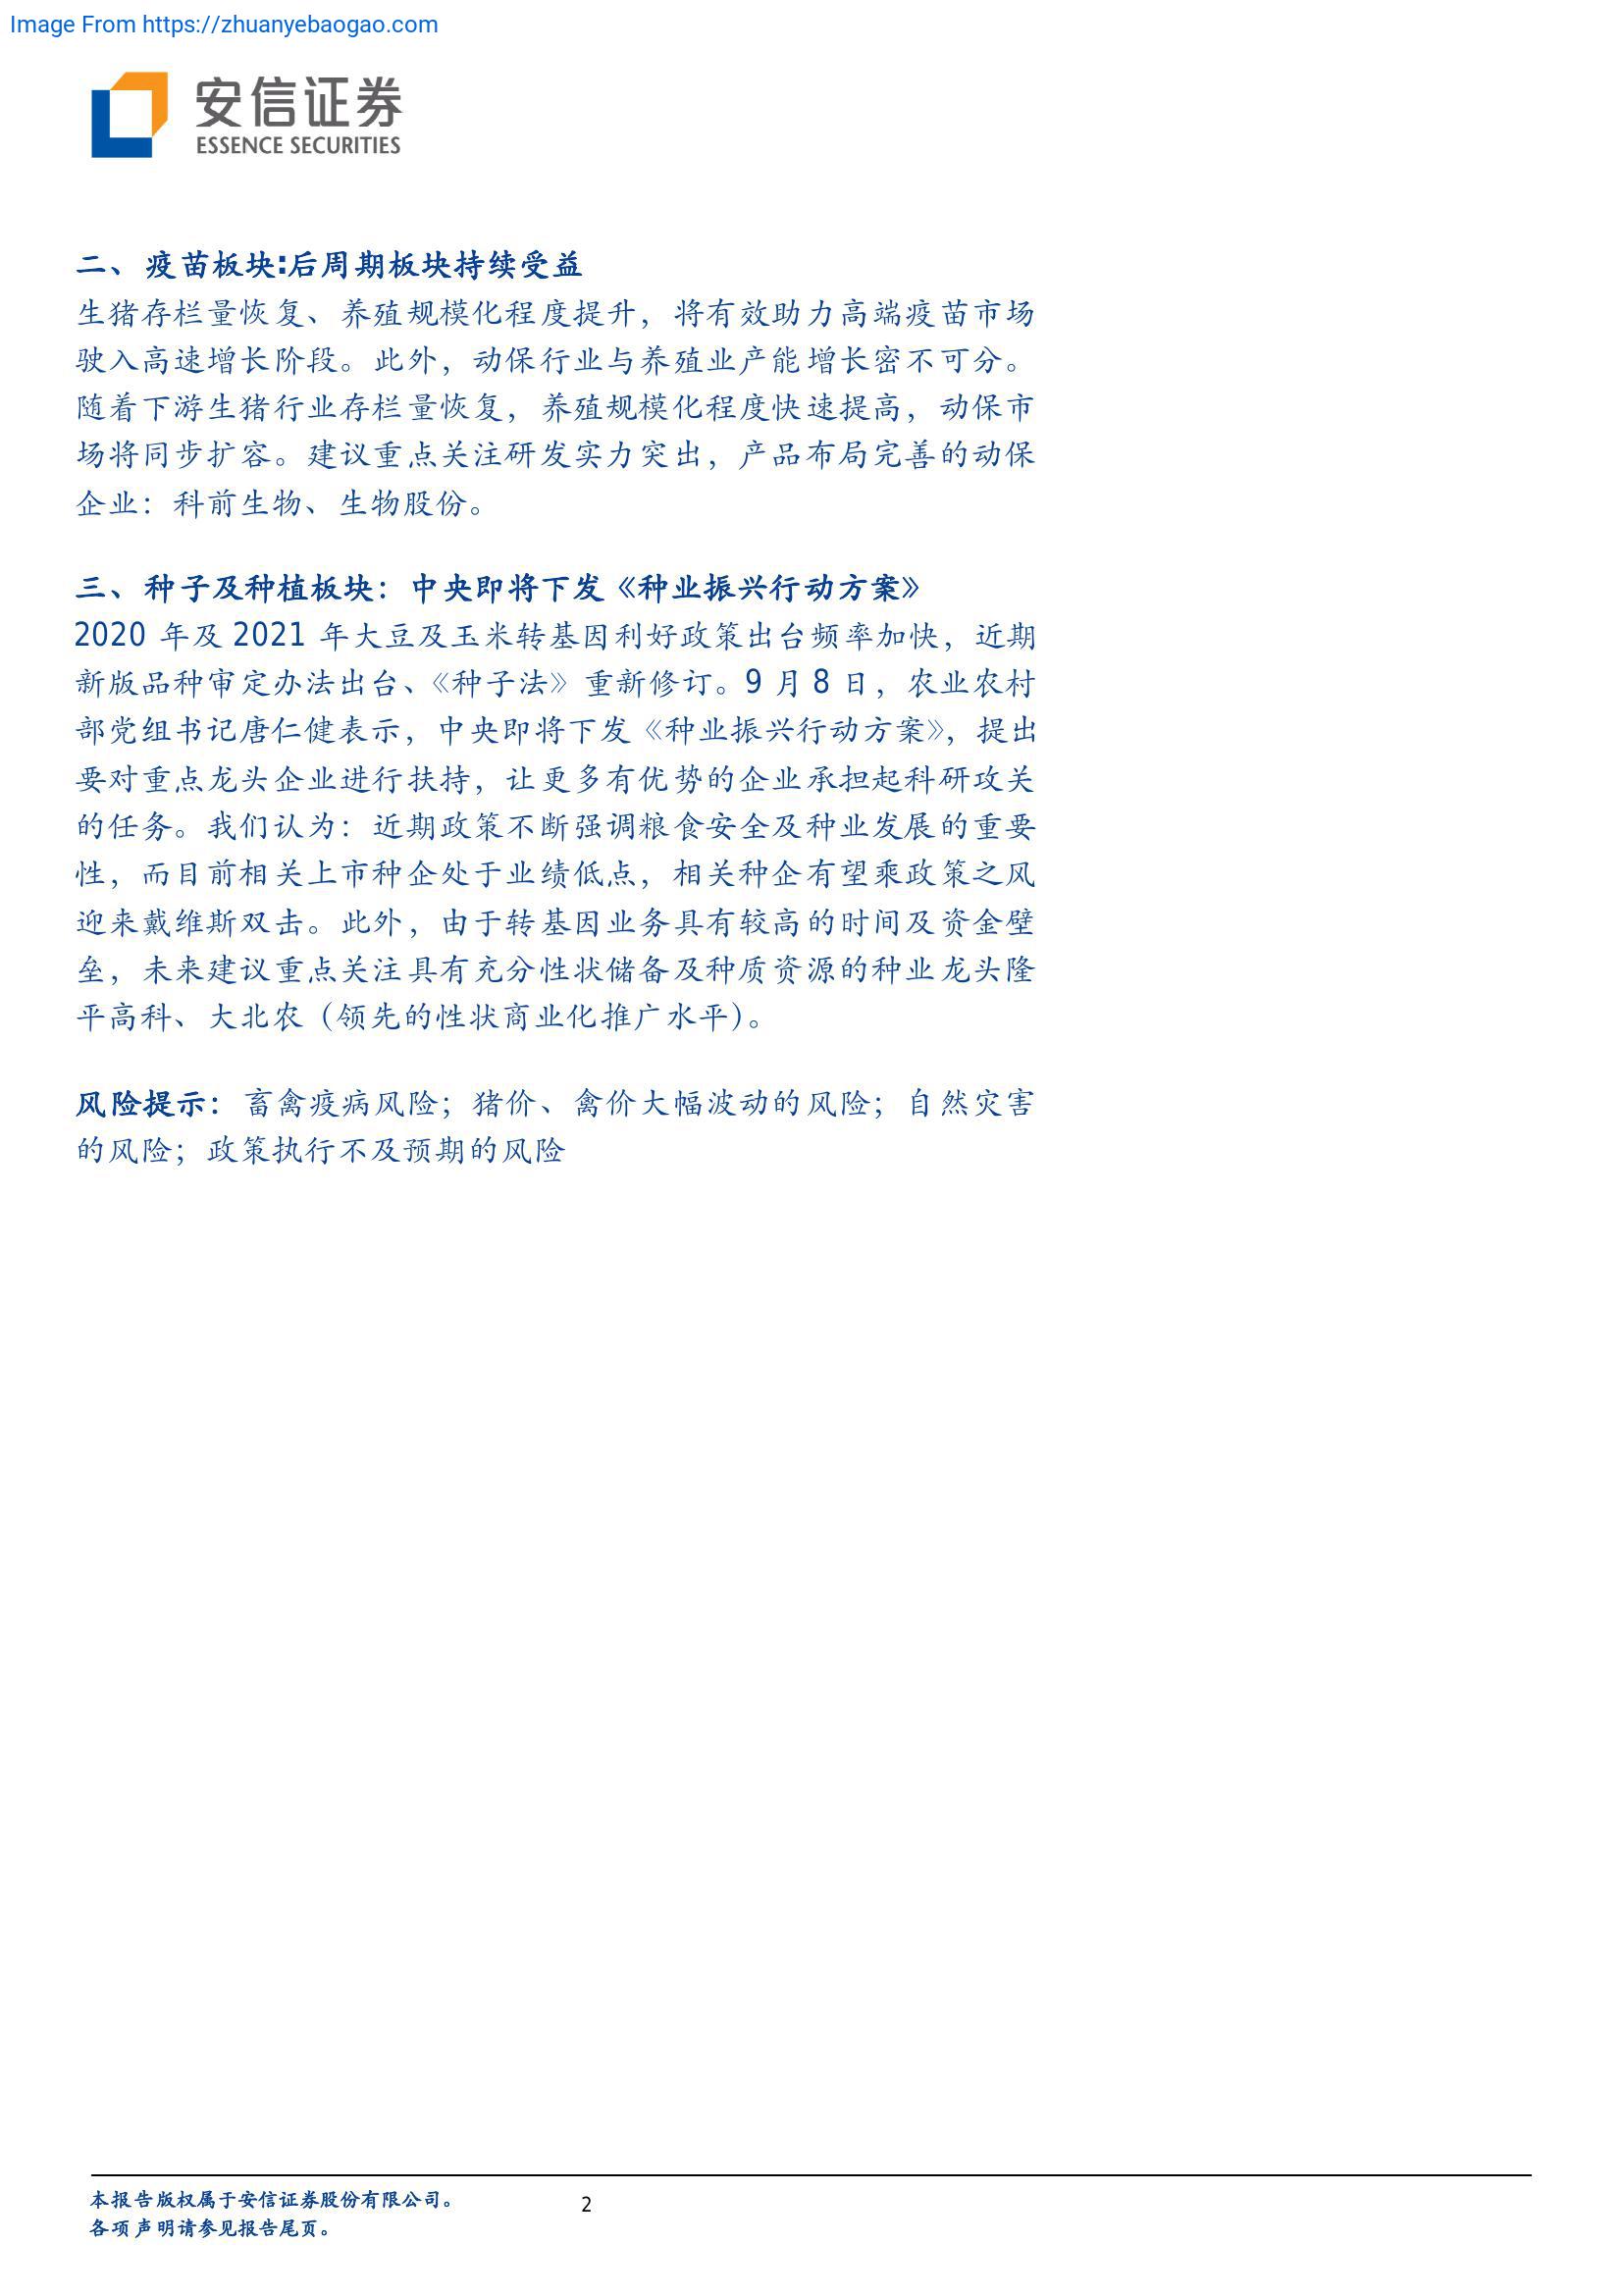 Image From https://zhuanyebaogao.com
安信证券
ESSENCE SECURITIES
二、疫苗板块:后周期板块持续受益
生猪存栏量恢复、养殖规模化程度提升，将有效助力高端疫苗市场
驶入高速增长阶段。此外，动保行业与养殖业产能增长密不可分。
随着下游生猪行业存栏量恢复，养殖规模化程度快速提高，动保市
场将同步扩容。建议重点关注研发实力突出，产品布局完善的动保
企业：科前生物、生物股份。
三、种子及种植板块：中央即将下发《种业振兴行动方案》
2020 年及 2021 年大豆及玉米转基因利好政策出台频率加快，近期
新版品种审定办法出台、《种子法》重新修订。9 月 8 日，农业农村
部党组书记唐仁健表示，中央即将下发《种业振兴行动方案》，提出
要对重点龙头企业进行扶持，让更多有优势的企业承担起科研攻关
的任务。我们认为：近期政策不断强调粮食安全及种业发展的重要
性，而目前相关上市种企处于业绩低点，相关种企有望乘政策之风
迎来戴维斯双击。此外，由于转基因业务具有较高的时间及资金壁
垒，未来建议重点关注具有充分性状储备及种质资源的种业龙头隆
平高科、大北农（领先的性状商业化推广水平）。
风险提示：畜禽疫病风险；猪价、禽价大幅波动的风险；自然灾害
的风险；政策执行不及预期的风险
本报告版权属于安信证券股份有限公司。
各项声明请参见报告尾页。
2